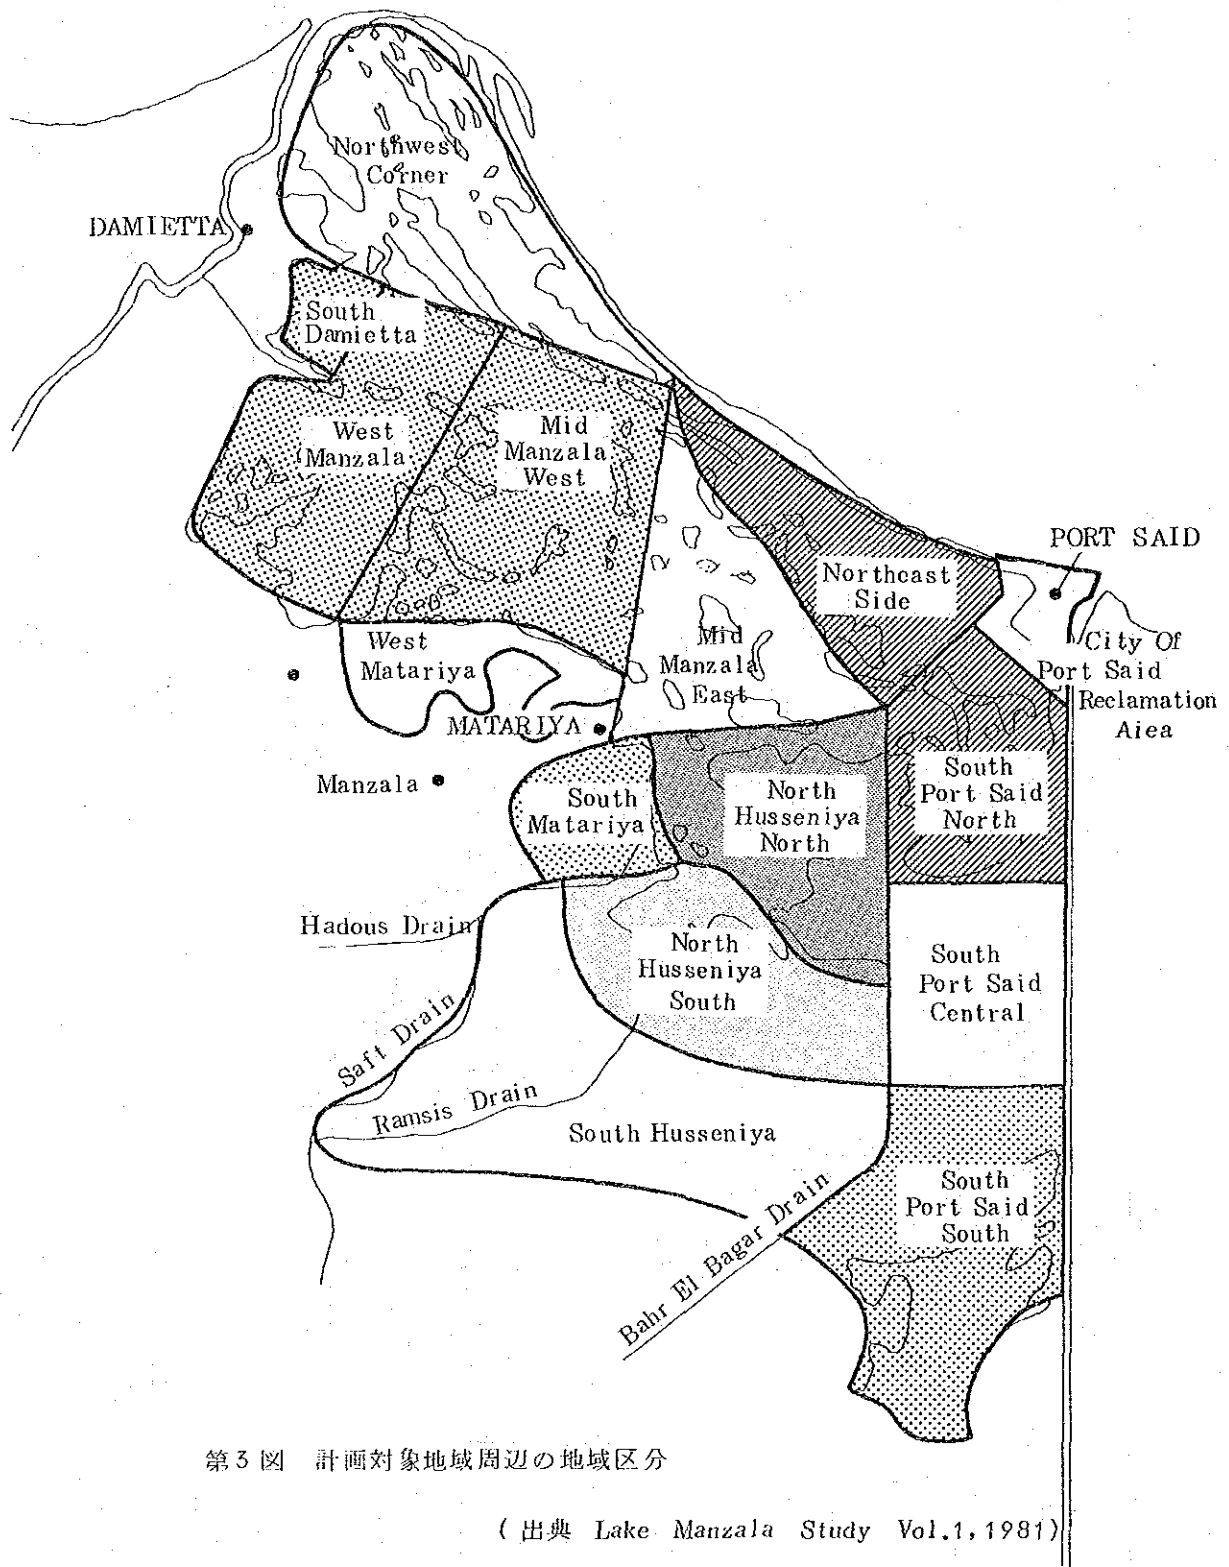 Northwest
Corner
DAMIETTA
South
Damietta
West
Manzala
Mid
Manzala
West
PORT SAID
Northeast
Side
City Of
Port Said
Reclamation
Aiea
West
Matariya
Mid
Manzala
East
MATARIYA
Manzala
South
Matariya
North
Husseniya
North
South
Port Said
North
Hadous Drain
North
Husseniya
South
South
Port Said
Central
Saft Drain
Ramsis Drain
South Husseniya
Bahr El Bagar Drain
South
Port Said
South
第3図 計画対象地域周辺の地域区分
(出典 Lake Manzala Study Vol.1,1981)